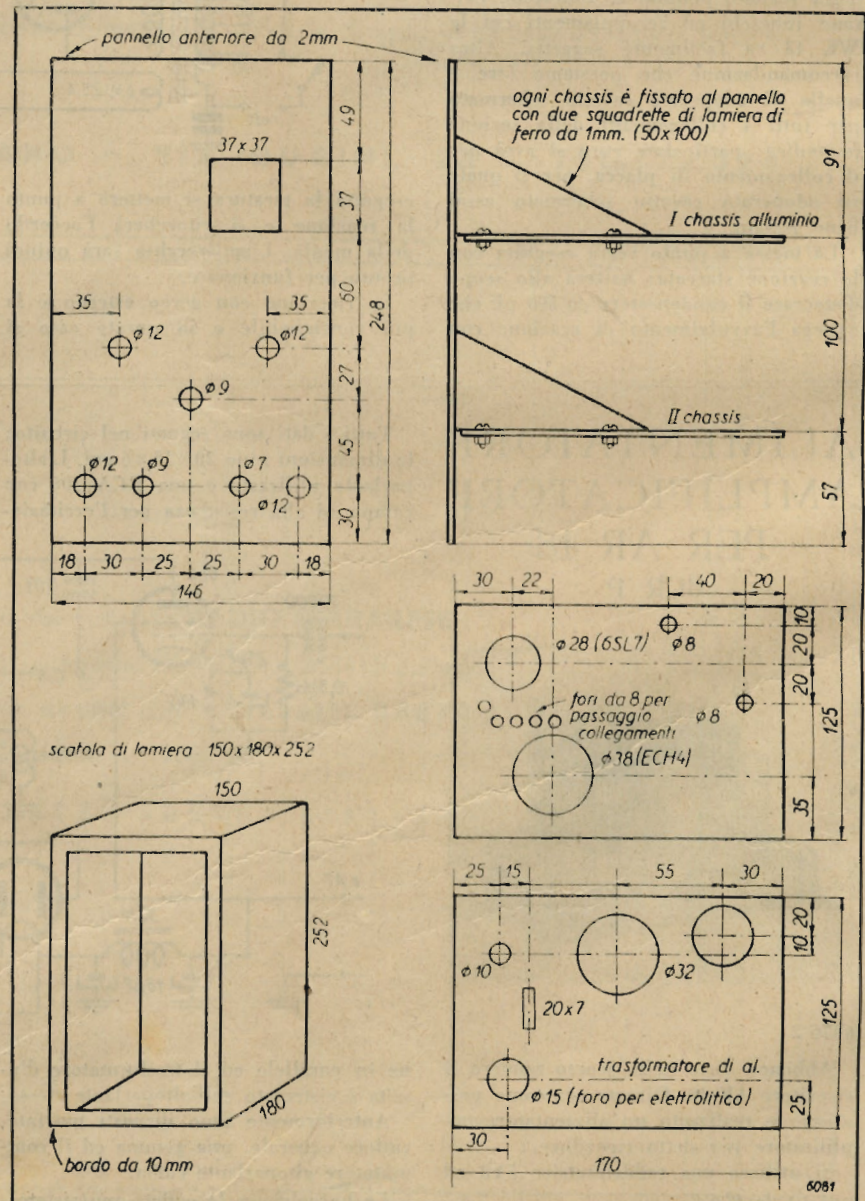 pannello anteriore da 2mm
37x37
49
37
60
248
35
35
ø12
ø12
27
ø9
45
ø12
ø9
ø7
ø12
30
18
30
25
25
30
18
146
ogni chassis é fissato al pannello
con due squadrette di lamiera di
ferro da 1mm. (50x100)
91
I chassis alluminio
100
II chassis
57
30
22
40
20
10
ø28 (6SL7)
ø8
20
20
fori da 8 per
passaggio
collegamenti
ø8
125
ø38 (ECH4)
35
scatola di lamiera 150x180x252
150
252
180
bordo da 10mm
25
15
55
30
20
10
ø10
ø32
20x7
125
trasformatore di al.
ø15 (foro per elettrolitico)
25
30
170
6081